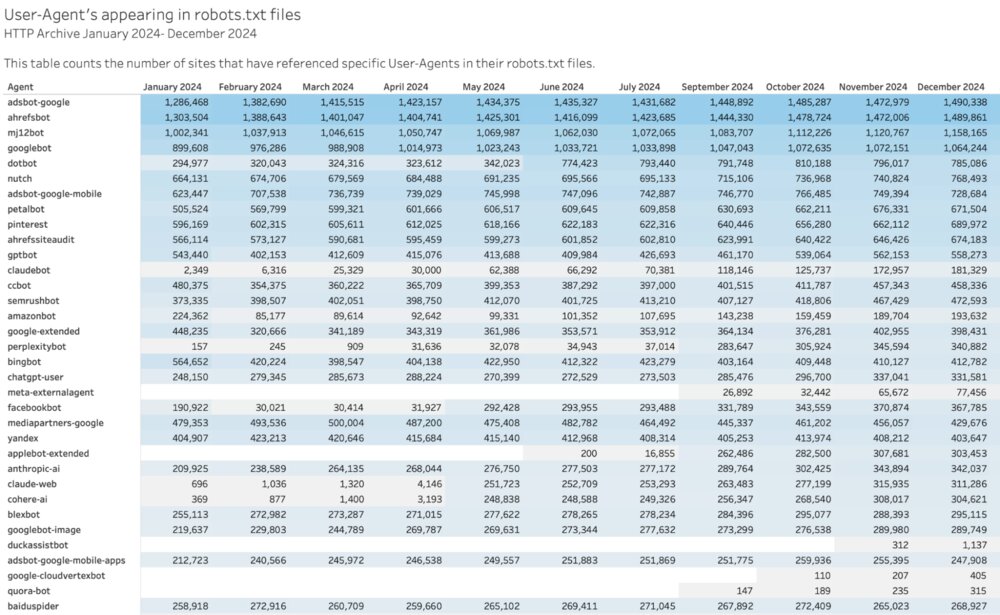 User-Agent's appearing in robots.txt files
HTTP Archive January 2024- December 2024
This table counts the number of sites that have referenced specific User-Agents in their robots.txt files.
Agent January 2024 February 2024 March 2024 April 2024 May 2024 June 2024 July 2024 September 2024 October 2024 November 2024 December 2024
adsbot-google 1,286,468 1,382,690 1,415,515 1,423,157 1,434,375 1,435,327 1,431,682 1,448,892 1,485,287 1,472,979 1,490,338
ahrefsbot 1,303,504 1,388,643 1,401,047 1,404,741 1,425,301 1,416,099 1,423,685 1,444,330 1,478,724 1,472,006 1,489,861
mj12bot 1,002,341 1,037,913 1,046,615 1,050,747 1,069,987 1,062,030 1,072,065 1,083,707 1,112,226 1,120,767 1,158,165
googlebot 899,608 976,286 988,908 1,014,973 1,023,243 1,033,721 1,033,898 1,047,043 1,072,635 1,072,151 1,064,244
dotbot 294,977 320,043 324,316 323,612 342,023 774,423 793,440 791,748 810,188 796,017 785,086
nutch 664,131 674,706 679,569 684,488 691,235 695,566 695,133 715,106 736,968 740,824 768,493
adsbot-google-mobile 623,447 707,538 736,739 739,029 745,998 747,096 742,887 746,770 766,485 749,394 728,684
petalbot 505,524 569,799 599,321 601,666 606,517 609,645 609,858 630,693 662,211 676,331 671,504
pinterest 596,169 602,315 605,611 612,025 618,166 622,183 622,316 640,446 656,280 662,112 689,972
ahrefssiteaudit 566,114 573,127 590,681 595,459 599,273 601,852 602,810 623,991 640,422 646,426 674,183
gptbot 543,440 402,153 412,609 415,076 413,688 409,984 426,693 461,170 539,064 562,153 558,273
claudebot 2,349 6,316 25,329 30,000 62,388 66,292 70,381 118,146 125,737 172,957 181,329
ccbot 480,375 354,375 360,222 365,709 399,353 387,292 397,000 401,515 411,787 457,343 458,336
semrushbot 373,335 398,507 402,051 398,750 412,070 401,725 413,210 407,127 418,806 467,429 472,593
amazonbot 224,362 85,177 89,614 92,642 99,331 101,352 107,695 143,238 159,459 189,704 193,632
google-extended 448,235 320,666 341,189 343,319 361,986 353,571 353,912 364,134 376,281 402,955 398,431
perplexitybot 157 245 909 31,636 32,078 34,943 37,014 283,647 305,924 345,594 340,882
bingbot 564,652 420,224 398,547 404,138 422,950 412,322 423,279 403,164 409,448 410,127 412,782
chatgpt-user 248,150 279,345 285,673 288,224 270,399 272,529 273,503 285,476 296,700 337,041 331,581
meta-externalagent 26,892 32,442 65,672 77,456
facebookbot 190,922 30,021 30,414 31,927 292,428 293,955 293,488 331,789 343,559 370,874 367,785
mediapartners-google 479,353 493,536 500,004 487,200 475,408 482,782 464,492 445,337 461,202 456,057 429,676
yandex 404,907 423,213 420,646 415,684 415,140 412,968 408,314 405,253 413,974 408,212 403,647
applebot-extended 200 16,855 262,486 282,500 307,681 303,453
anthropic-ai 209,925 238,589 264,135 268,044 276,750 277,503 277,172 289,764 302,425 343,894 342,037
claude-web 696 1,036 1,320 4,146 251,723 252,709 253,293 263,483 277,199 315,935 311,286
cohere-ai 369 877 1,400 3,193 248,838 248,588 249,326 256,347 268,540 308,017 304,621
blexbot 255,113 272,982 273,287 271,015 277,622 278,265 278,234 284,396 295,077 288,393 295,115
googlebot-image 219,637 229,803 244,789 269,787 269,631 273,344 277,632 273,299 276,538 289,980 289,749
duckassistbot 312 1,137
adsbot-google-mobile-apps 212,723 240,566 245,972 246,538 249,557 251,883 251,869 251,775 259,936 255,395 247,908
google-cloudvertexbot 110 207 405
quora-bot 147 189 235 315
baiduspider 258,918 272,916 260,709 259,660 265,102 269,411 271,045 267,892 272,409 265,023 268,927